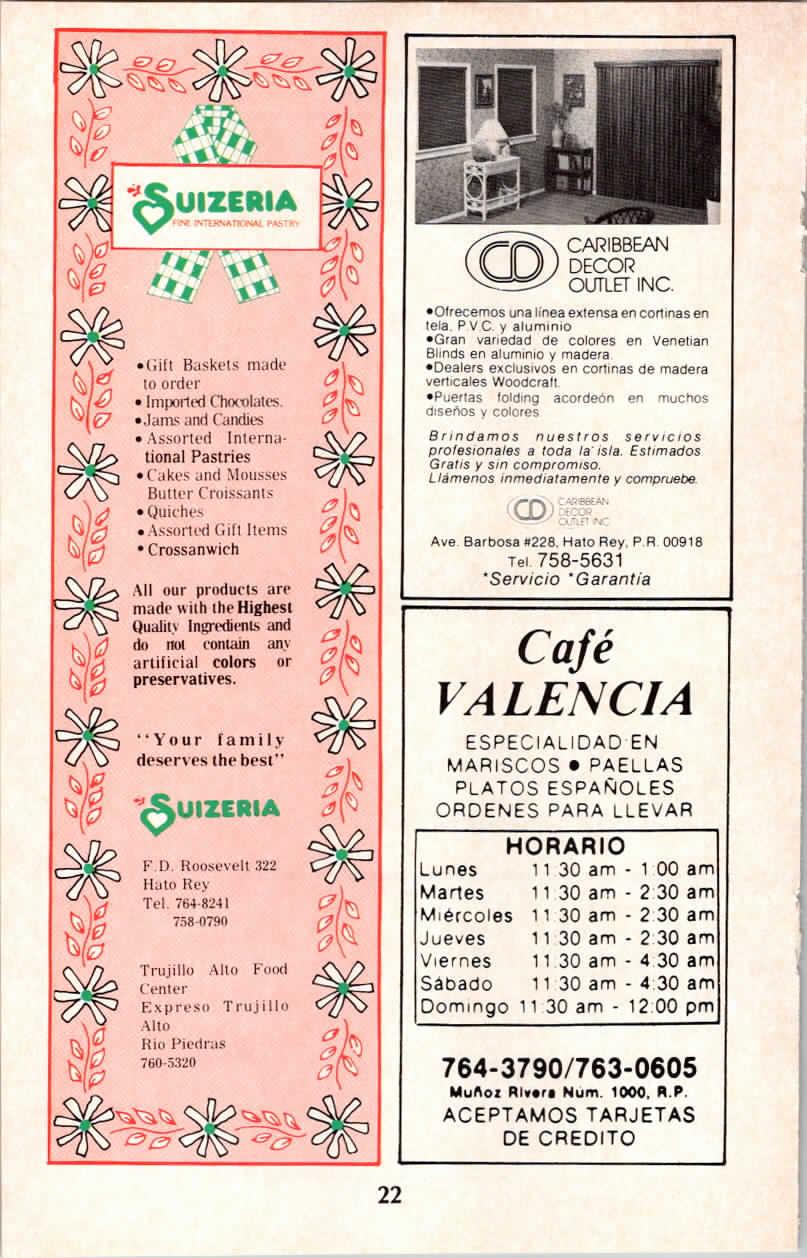 SUIZERIA
FINE INTERNATIONAL PASTRY
•Gift Baskets made
to order
• Imported Chocolates.
•Jams and Candies
• Assorted Interna-
tional Pastries
•Cakes and Mousses
Butter Croissants
•Quiches
•Assorted Gift Items
• Crossanwich
All our products are
made with the Highest
Quality Ingredients and
do not contain any
artificial colors or
preservatives.
"Your family
deserves the best"
SUIZERIA
F.D. Roosevelt 322
Hato Rey
Tel. 764-8241
758-0790
Trujillo Alto Food
Center
Expreso Trujillo
Alto
Rio Piedras
760-5320
CD CARIBBEAN
DECOR
OUTLET INC.
•Ofrecemos una línea extensa en cortinas en
tela, P.V.C. y aluminio
•Gran variedad de colores en Venetian
Blinds en aluminio y madera.
•Dealers exclusivos en cortinas de madera
verticales Woodcraft.
•Puertas folding acordeón en muchos
diseños y colores
Brindamos nuestros servicios
profesionales a toda la isla. Estimados
Gratis y sin compromiso.
Llámenos inmediatamente y compruebe.
CD CARIBBEAN
DECOR
OUTLET INC
Ave. Barbosa #228, Hato Rey, P.R. 00918
Tel. 758-5631
*Servicio *Garantía
Café
VALENCIA
ESPECIALIDAD EN
MARISCOS • PAELLAS
PLATOS ESPAÑOLES
ORDENES PARA LLEVAR
HORARIO
Lunes 11:30 am - 1:00 am
Martes 11:30 am - 2:30 am
Miércoles 11:30 am - 2:30 am
Jueves 11:30 am - 2:30 am
Viernes 11:30 am - 4:30 am
Sábado 11:30 am - 4:30 am
Domingo 11:30 am - 12:00 pm
764-3790/763-0605
Muñoz Rivera Núm. 1000, R.P.
ACEPTAMOS TARJETAS
DE CREDITO
22